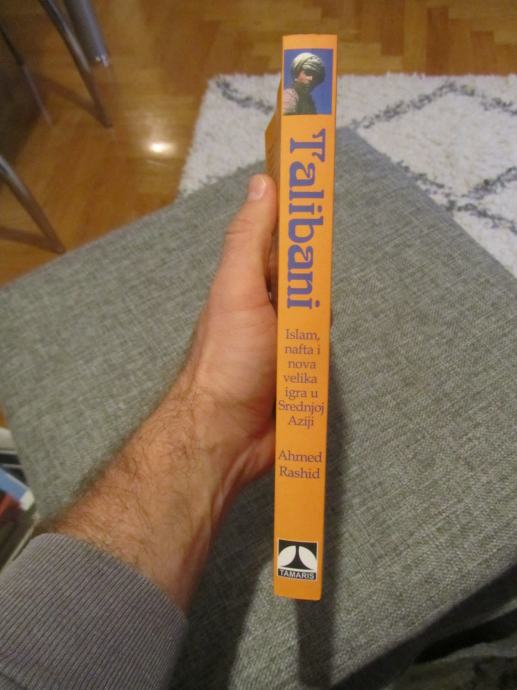 Talibani
Islam,
nafta i
nova
velika
igra u
Srednjoj
Aziji
Ahmed
Rashid
TAMARIS